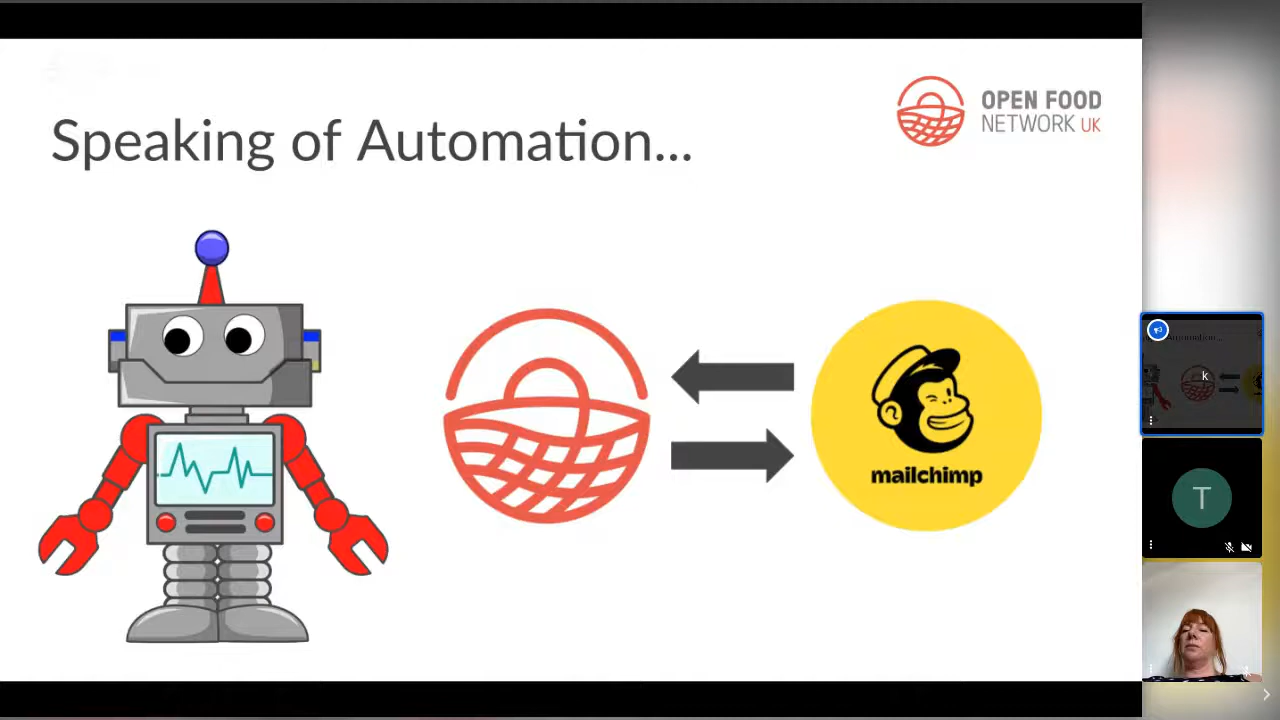 Speaking of Automation...
OPEN FOOD
NETWORK UK
mailchimp
k
T